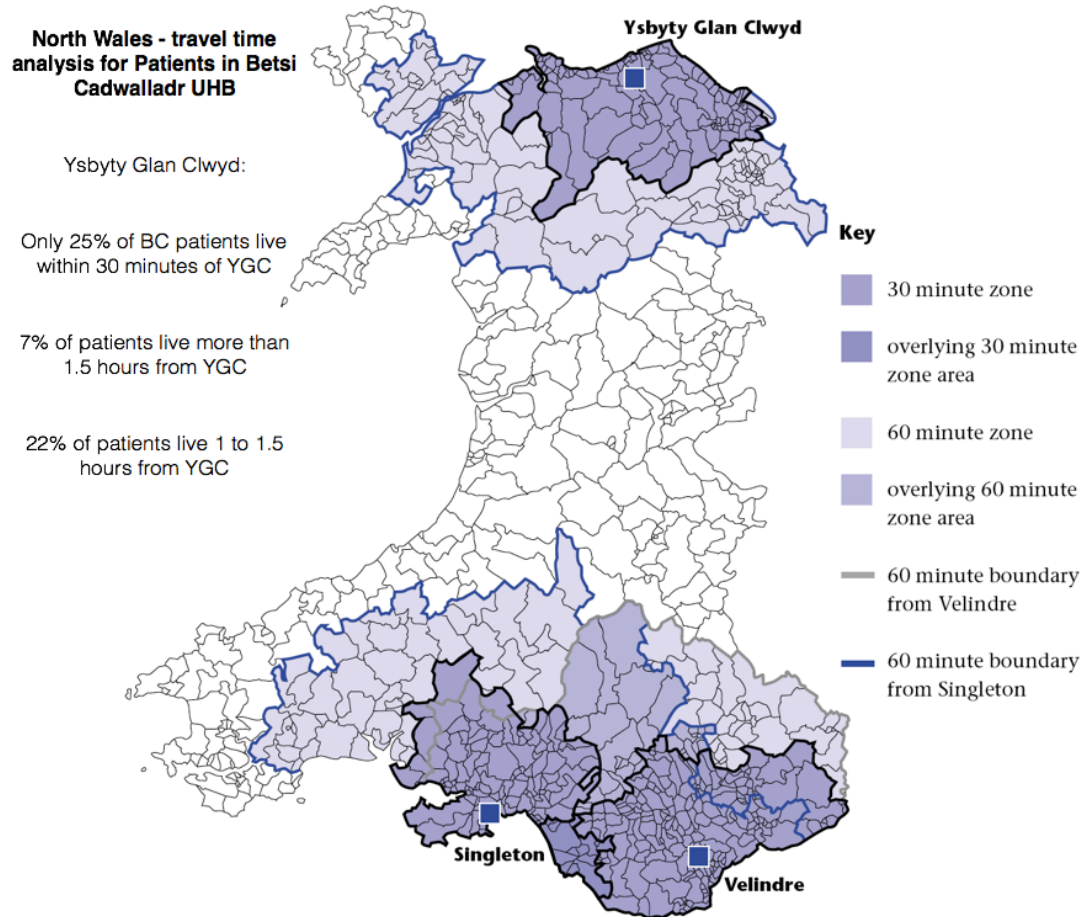 North Wales - travel time
analysis for Patients in Betsi
Cadwalladr UHB
Ysbyty Glan Clwyd:
Only 25% of BC patients live
within 30 minutes of YGC
7% of patients live more than
1.5 hours from YGC
22% of patients live 1 to 1.5
hours from YGC
Ysbyty Glan Clwyd
Key
30 minute zone
overlying 30 minute
zone area
60 minute zone
overlying 60 minute
zone area
60 minute boundary
from Velindre
60 minute boundary
from Singleton
Singleton
Velindre